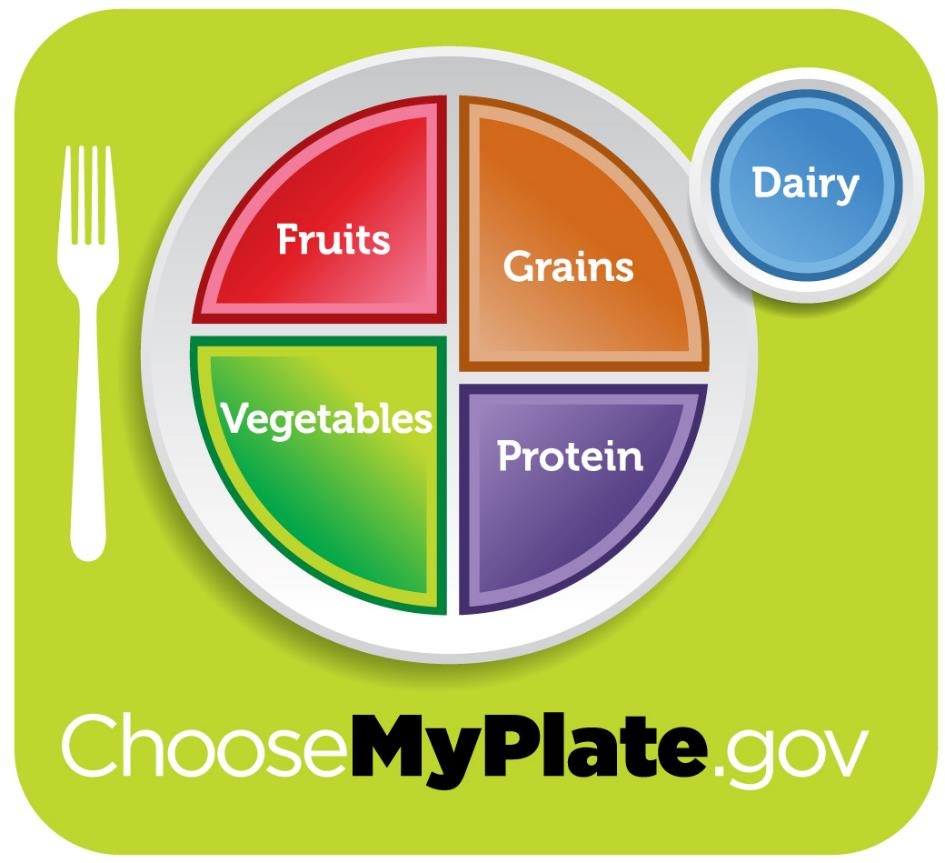 Fruits
Grains
Dairy
Vegetables
Protein
ChooseMyPlate.gov